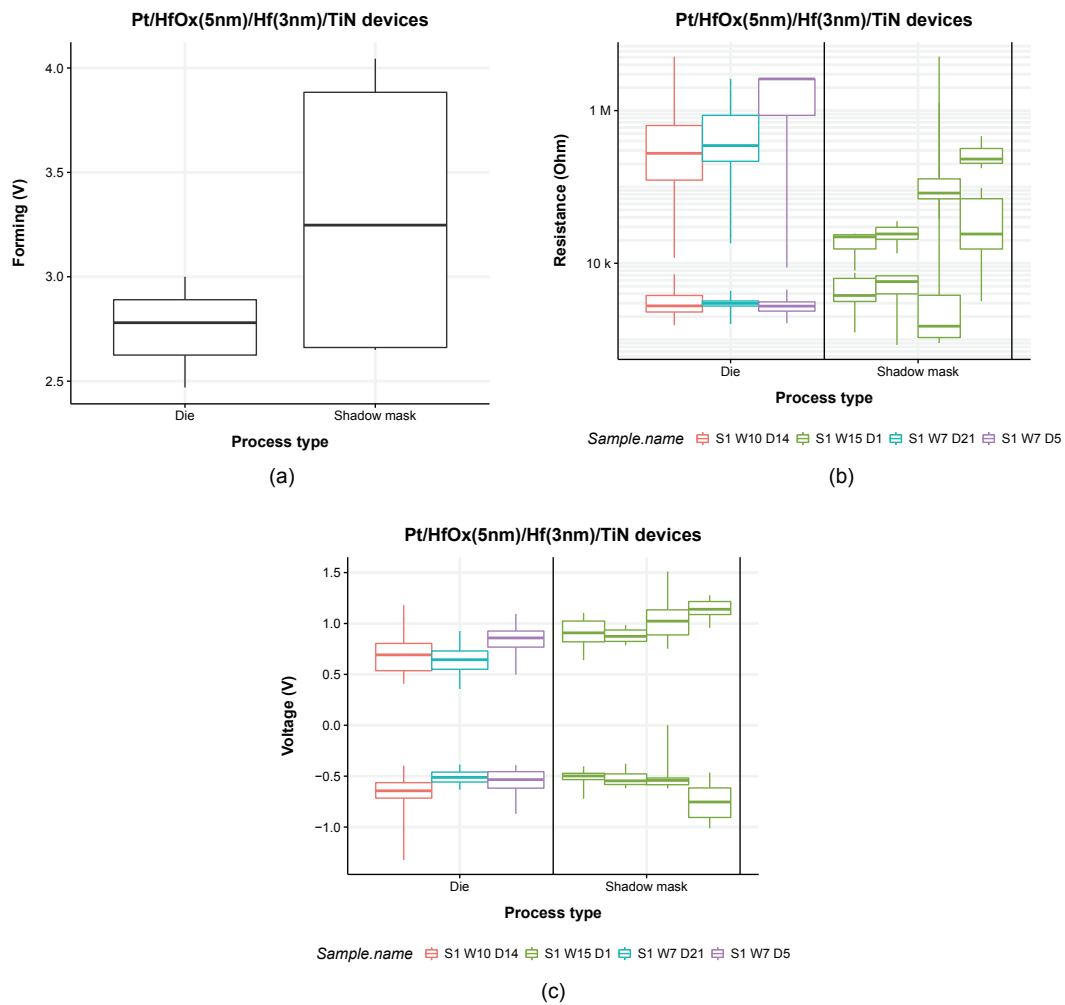 Pt/HfOx(5nm)/Hf(3nm)/TiN devices
4.0
3.5
3.0
2.5
Forming (V)
Die
Shadow mask
Process type
(a)
Pt/HfOx(5nm)/Hf(3nm)/TiN devices
1 M
10 k
Resistance (Ohm)
Die
Shadow mask
Process type
Sample.name S1 W10 D14 S1 W15 D1 S1 W7 D21 S1 W7 D5
(b)
Pt/HfOx(5nm)/Hf(3nm)/TiN devices
1.5
1.0
0.5
0.0
−0.5
−1.0
Voltage (V)
Die
Shadow mask
Process type
Sample.name S1 W10 D14 S1 W15 D1 S1 W7 D21 S1 W7 D5
(c)